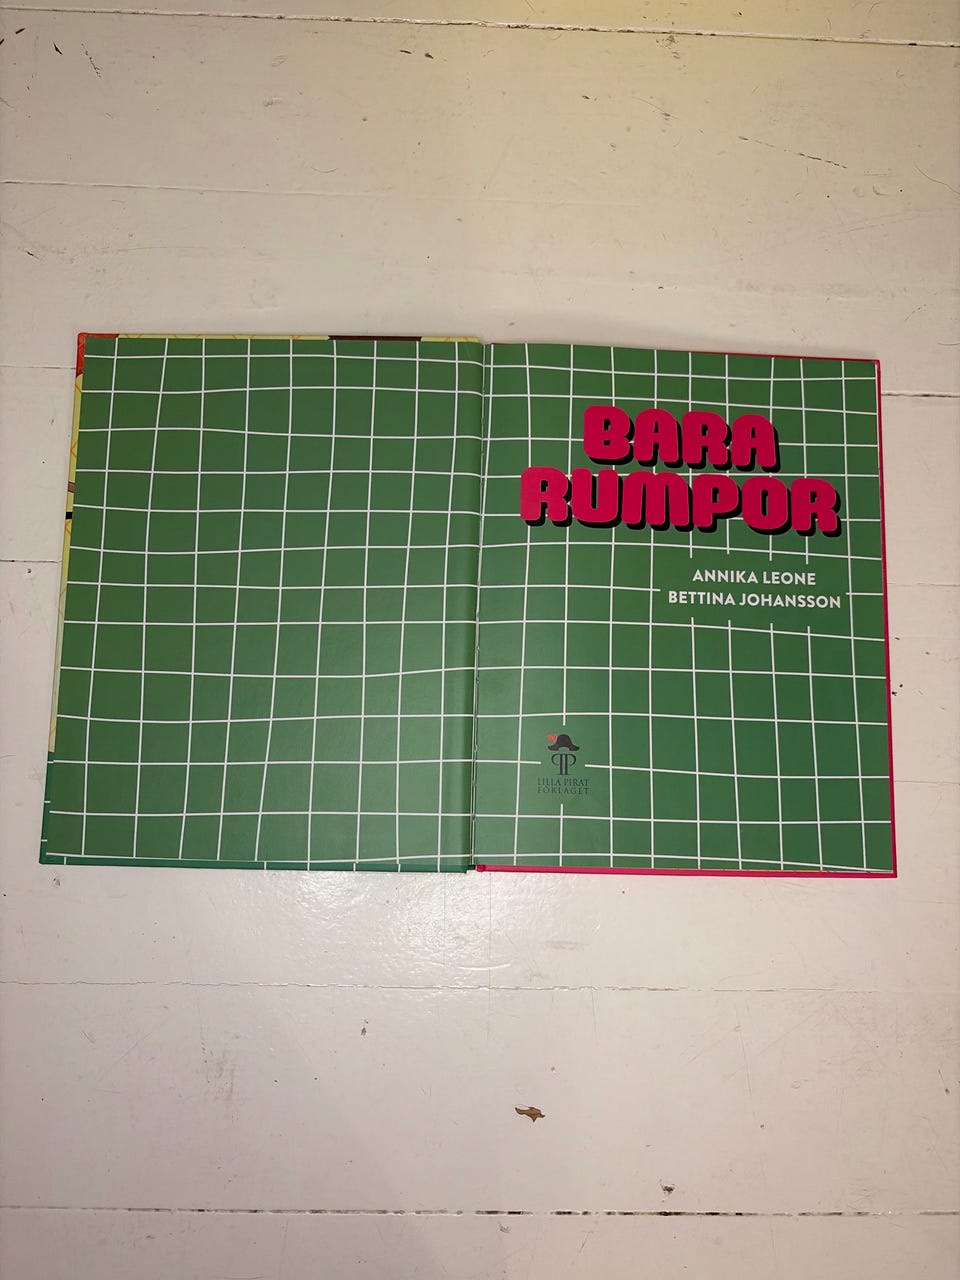 BARA
RUMPOR
ANNIKA LEONE
BETTINA JOHANSSON
LILLA PIRAT
FÖRLAGET